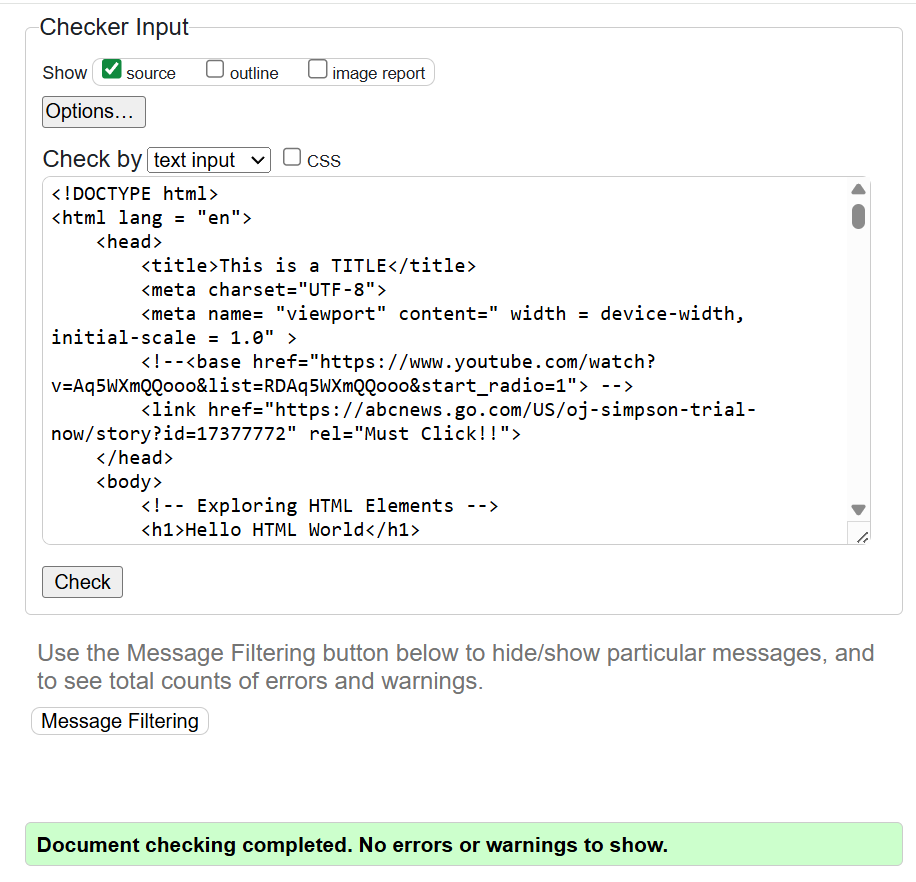 Checker Input
Show source outline image report
Options...
Check by text input CSS
<!DOCTYPE html>
<html lang = "en">
    <head>
        <title>This is a TITLE</title>
        <meta charset="UTF-8">
        <meta name= "viewport" content=" width = device-width,
initial-scale = 1.0" >
        <!--<base href="https://www.youtube.com/watch?
v=Aq5WXmQQooo&list=RDAq5WXmQQooo&start_radio=1"> -->
        <link href="https://abcnews.go.com/US/oj-simpson-trial-
now/story?id=17377772" rel="Must Click!!">
    </head>
    <body>
        <!-- Exploring HTML Elements -->
        <h1>Hello HTML World</h1>
Check
Use the Message Filtering button below to hide/show particular messages, and
to see total counts of errors and warnings.
Message Filtering
Document checking completed. No errors or warnings to show.